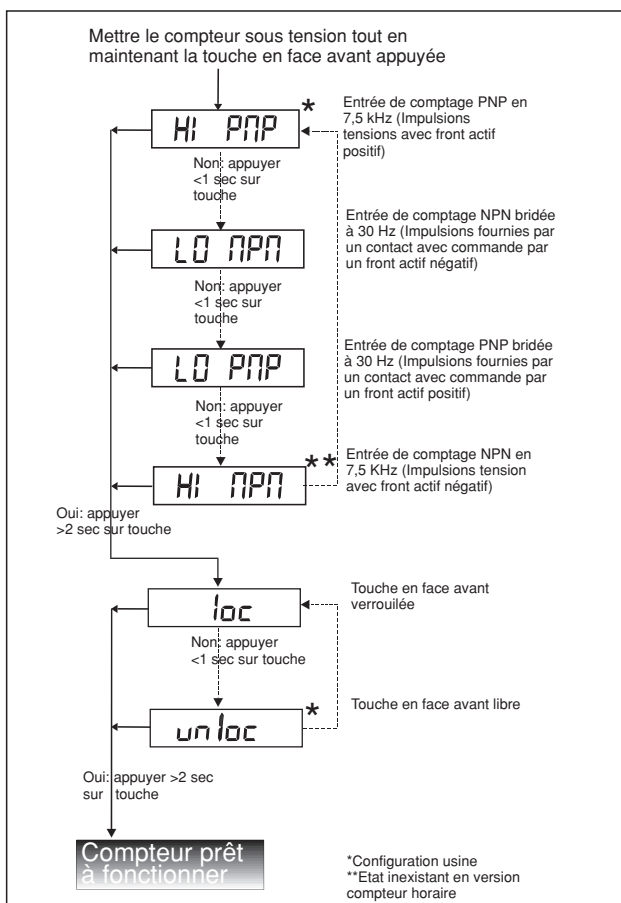 Mettre le compteur sous tension tout en
maintenant la touche en face avant appuyée
HI PNP
*
Entrée de comptage PNP en
7,5 kHz (Impulsions
tensions avec front actif
positif)
Non: appuyer
<1 sec sur
touche
LO NPN
Entrée de comptage NPN bridée
à 30 Hz (Impulsions fournies par
un contact avec commande par
un front actif négatif)
Non: appuyer
<1 sec sur
touche
LO PNP
Entrée de comptage PNP bridée
à 30 Hz (Impulsions fournies par
un contact avec commande par
un front actif positif)
Non: appuyer
<1 sec sur
touche
HI NPN
**
Entrée de comptage NPN en
7,5 KHz (Impulsions tension
avec front actif négatif)
Oui: appuyer
>2 sec sur touche
loc
Touche en face avant
verrouilée
Non: appuyer
<1 sec sur touche
unloc
*
Touche en face avant libre
Oui: appuyer >2 sec
sur touche
Compteur prêt
à fonctionner
*Configuration usine
**Etat inexistant en version
compteur horaire